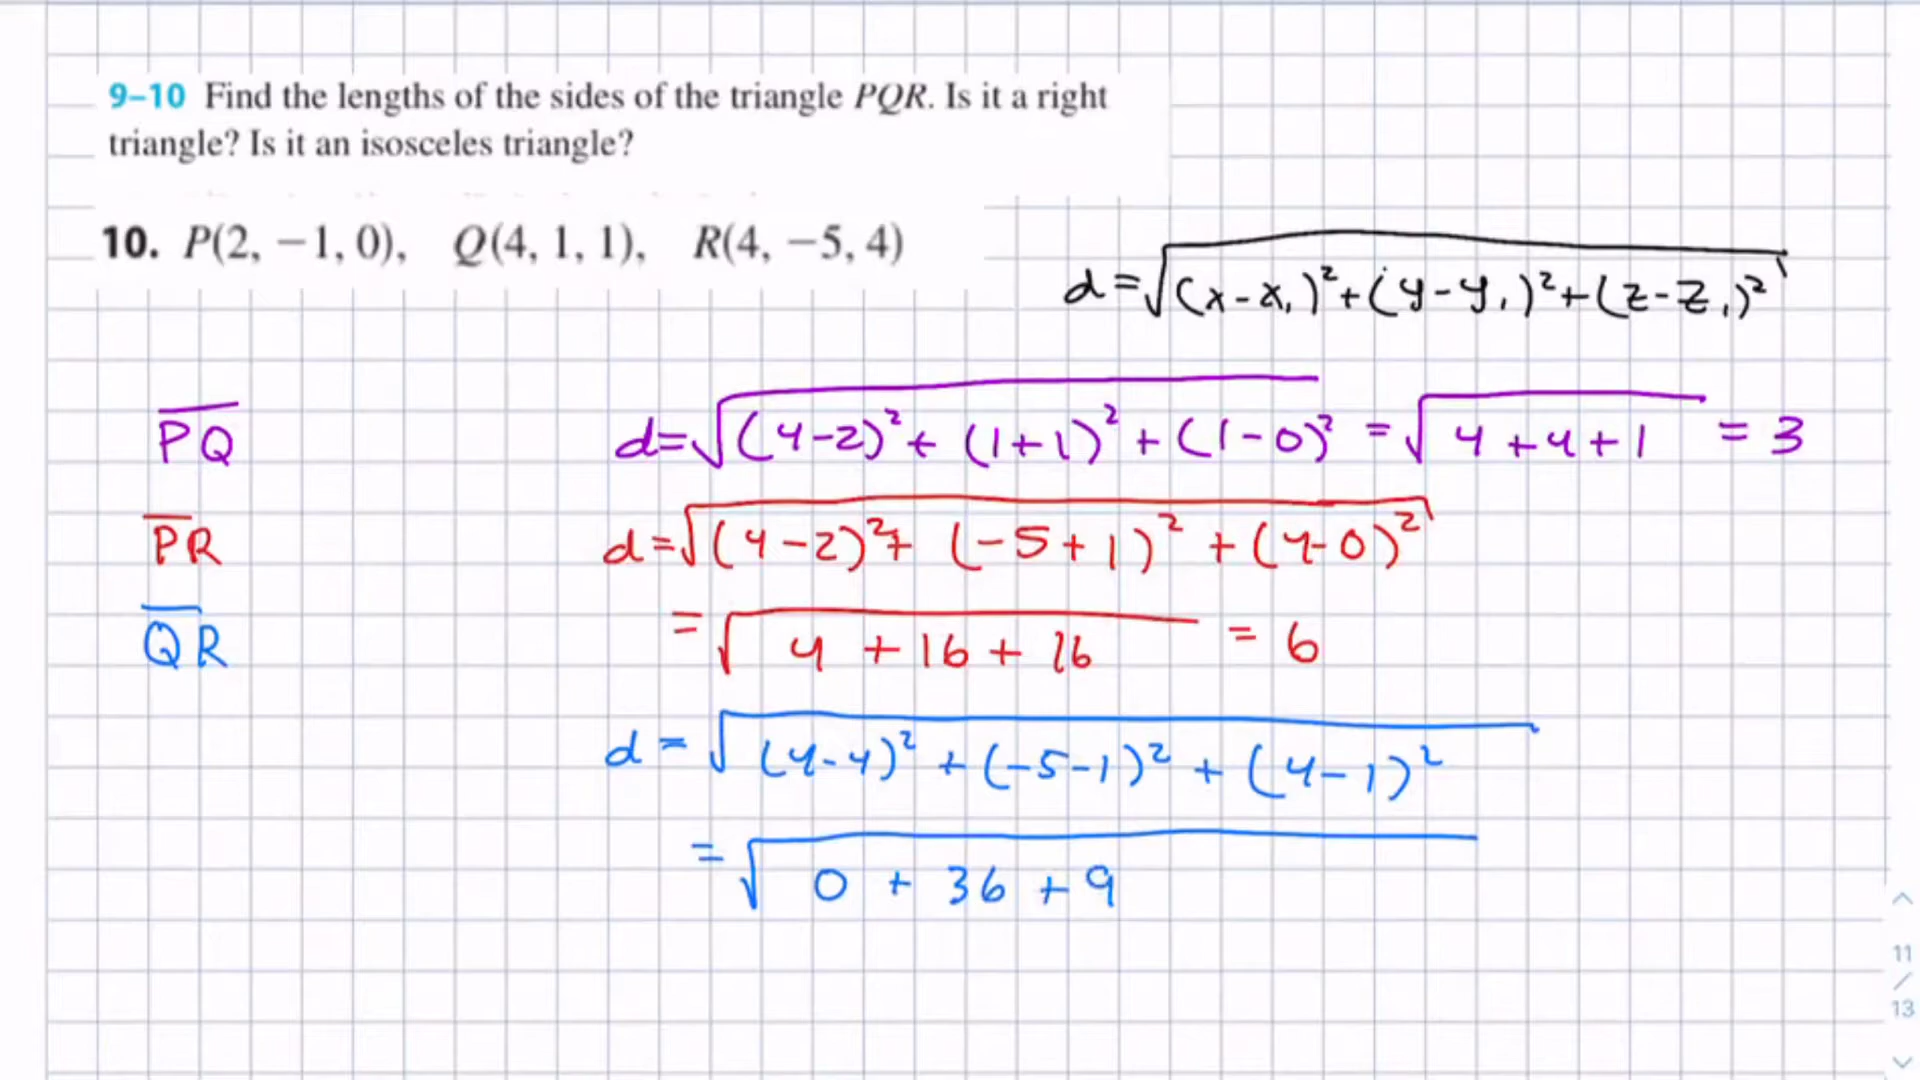 9–10 Find the lengths of the sides of the triangle PQR. Is it a right
triangle? Is it an isosceles triangle?
10. P(2, −1, 0), Q(4, 1, 1), R(4, −5, 4)
d = √((x-x₁)² + (y-y₁)² + (z-z₁)²)
P̅Q̅ d = √((4-2)² + (1+1)² + (1-0)²) = √(4+4+1) = 3
P̅R̅ d = √((4-2)² + (-5+1)² + (4-0)²)
Q̅R̅ = √(4 + 16 + 16) = 6
d = √((4-4)² + (-5-1)² + (4-1)²)
= √(0 + 36 + 9)
11
/
13